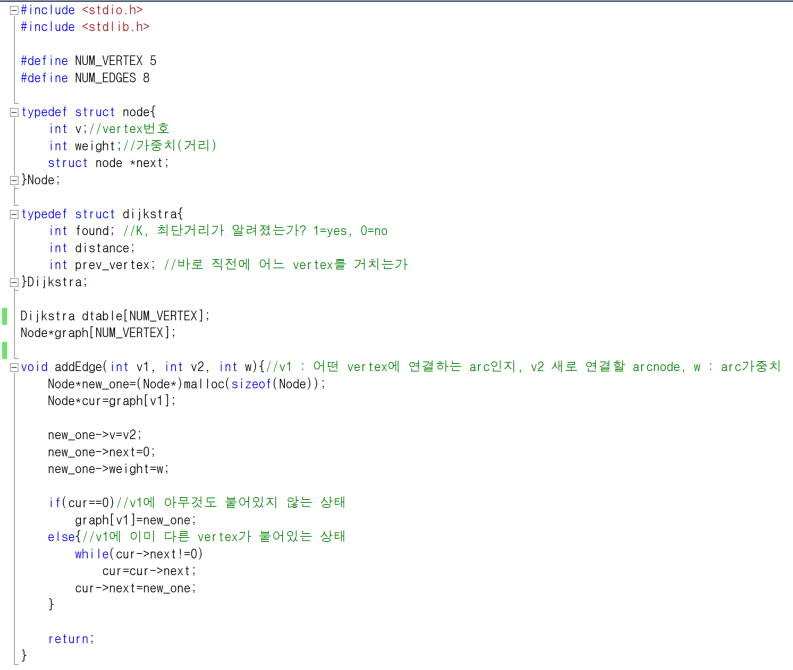 #include <stdio.h>
#include <stdlib.h>
#define NUM_VERTEX 5
#define NUM_EDGES 8
typedef struct node{
int v;//vertex번호
int weight;//가중치(거리)
struct node *next;
}Node;
typedef struct dijkstra{
int found; //K, 최단거리가 알려졌는가? 1=yes, 0=no
int distance;
int prev_vertex; //바로 직전에 어느 vertex를 거치는가
}Dijkstra;
Dijkstra dtable[NUM_VERTEX];
Node*graph[NUM_VERTEX];
void addEdge(int v1, int v2, int w){//v1 : 어떤 vertex에 연결하는 arc인지, v2 새로 연결할 arcnode, w : arc가중치
Node*new_one=(Node*)malloc(sizeof(Node));
Node*cur=graph[v1];
new_one->v=v2;
new_one->next=0;
new_one->weight=w;
if(cur==0)//v1에 아무것도 붙어있지 않는 상태
graph[v1]=new_one;
else{//v1에 이미 다른 vertex가 붙어있는 상태
while(cur->next!=0)
cur=cur->next;
cur->next=new_one;
}
return;
}